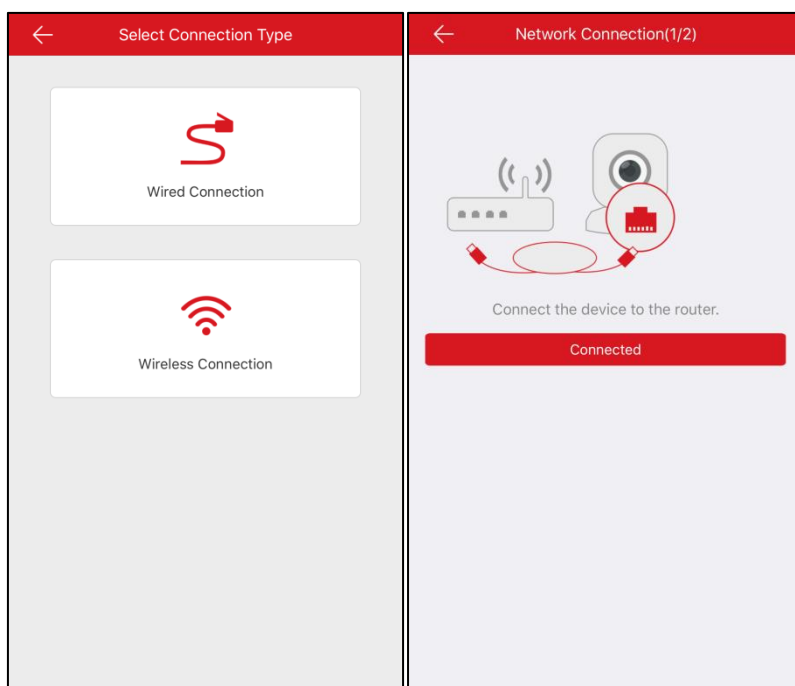 Select Connection Type
Wired Connection
Wireless Connection
Network Connection(1/2)
Connect the device to the router.
Connected